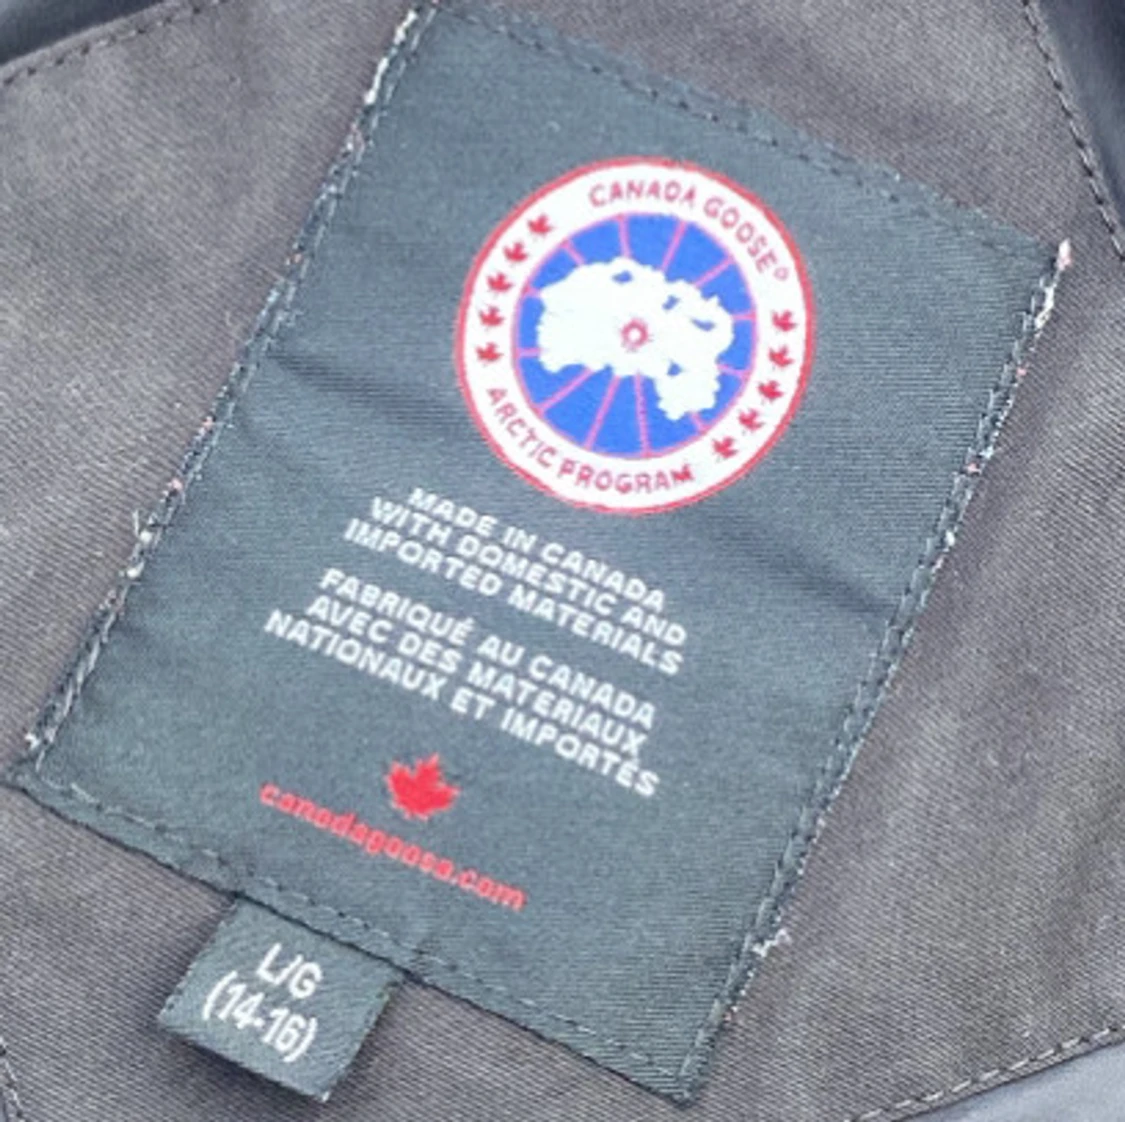 CANADA GOOSE®
ARCTIC PROGRAM
MADE IN CANADA
WITH DOMESTIC AND
IMPORTED MATERIALS
FABRIQUÉ AU CANADA
AVEC DES MATERIAUX
NATIONAUX ET IMPORTÉS
canadagoose.com
L/G
(14-16)